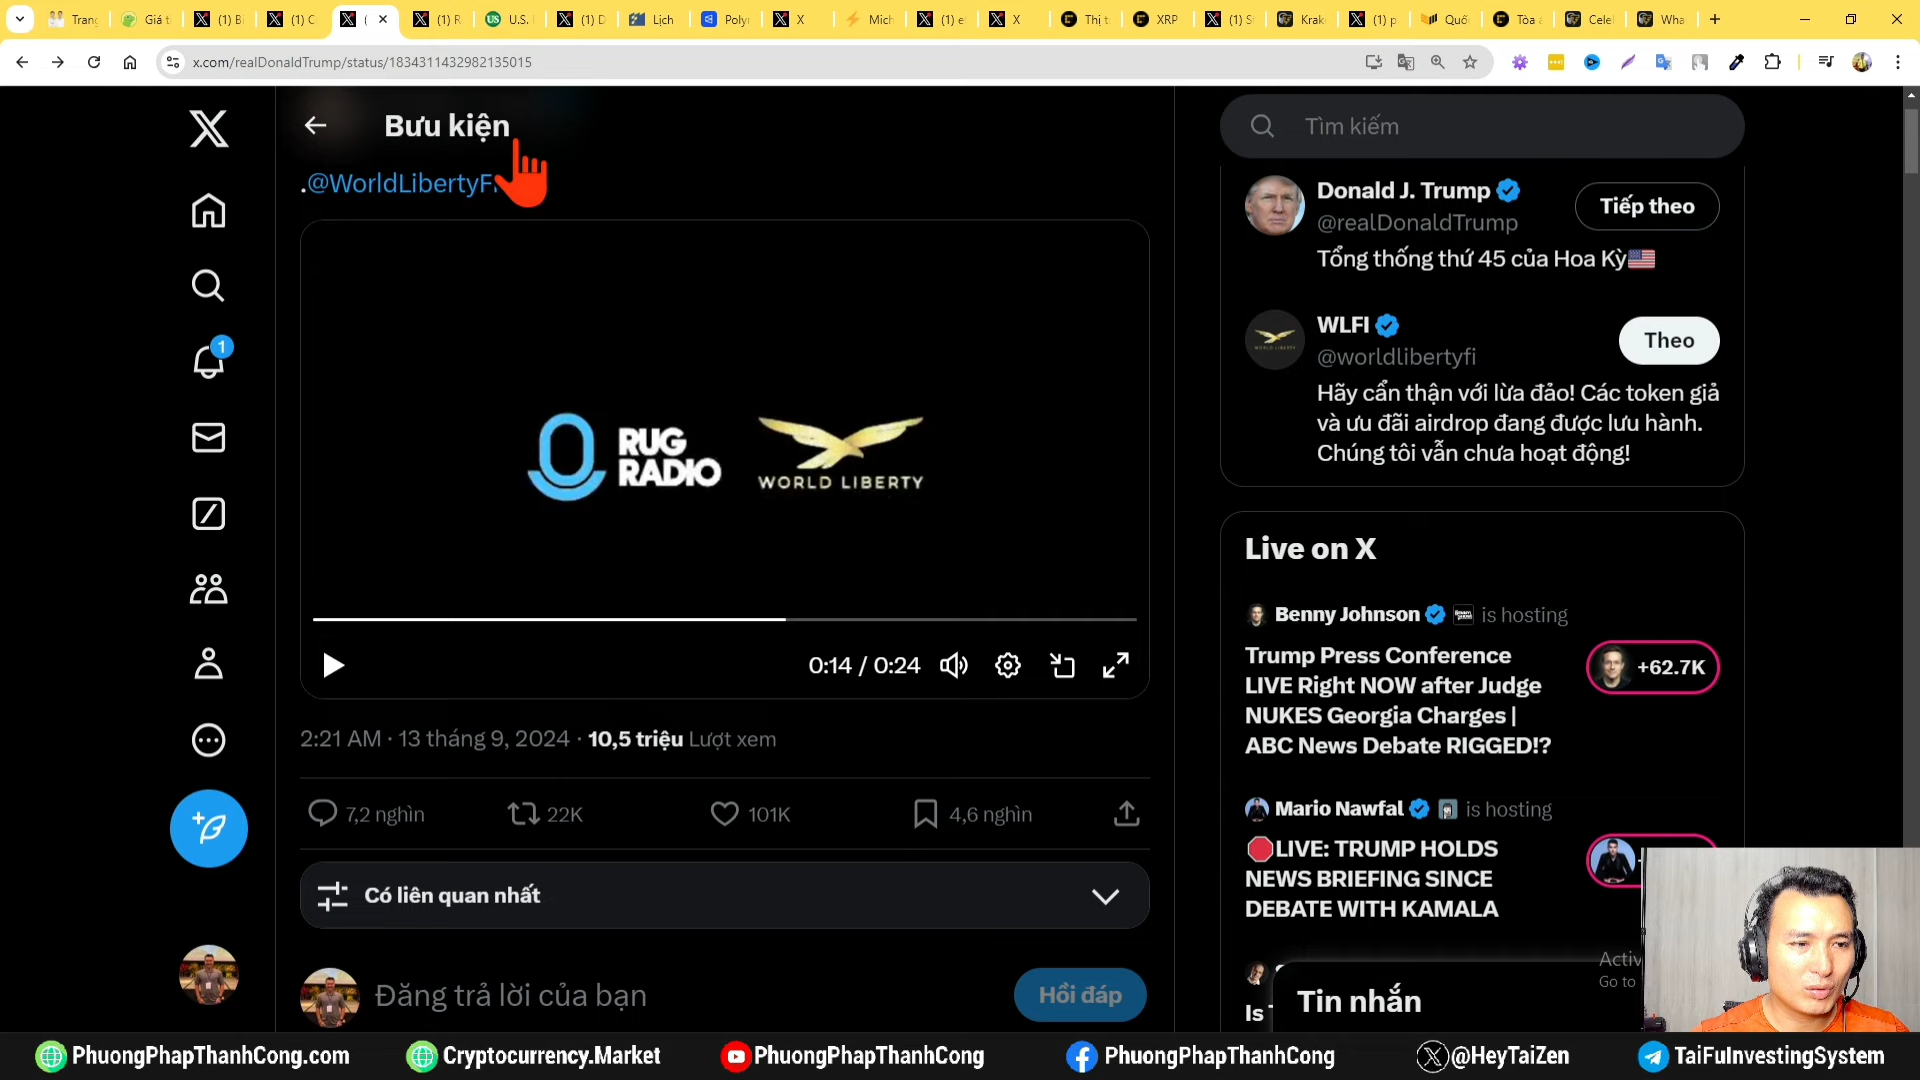 Trang
Giá t
(1) Bi
(1) C
(
(1) R
U.S.
(1) D
Lịch
Polyn
X
Mich
(1) e
X
Thị t
XRP
(1) S
Krak
(1) p
Quố
Tòa á
Celel
Wha
x.com/realDonaldTrump/status/1834311432982135015
Bưu kiện
.@WorldLibertyFi
RUG RADIO
WORLD LIBERTY
0:14 / 0:24
2:21 AM · 13 tháng 9, 2024 · 10,5 triệu Lượt xem
7,2 nghìn
22K
101K
4,6 nghìn
Có liên quan nhất
Đăng trả lời của bạn
Hồi đáp
1
Tìm kiếm
Donald J. Trump
@realDonaldTrump
Tiếp theo
Tổng thống thứ 45 của Hoa Kỳ
WLFI
@worldlibertyfi
Theo
Hãy cẩn thận với lừa đảo! Các token giả
và ưu đãi airdrop đang được lưu hành.
Chúng tôi vẫn chưa hoạt động!
Live on X
Benny Johnson is hosting
Trump Press Conference
LIVE Right NOW after Judge
NUKES Georgia Charges |
ABC News Debate RIGGED!?
+62.7K
Mario Nawfal is hosting
LIVE: TRUMP HOLDS
NEWS BRIEFING SINCE
DEBATE WITH KAMALA
Activ
Go to
Tin nhắn
PhuongPhapThanhCong.com
Cryptocurrency.Market
PhuongPhapThanhCong
PhuongPhapThanhCong
@HeyTaiZen
TaiFuInvestingSystem